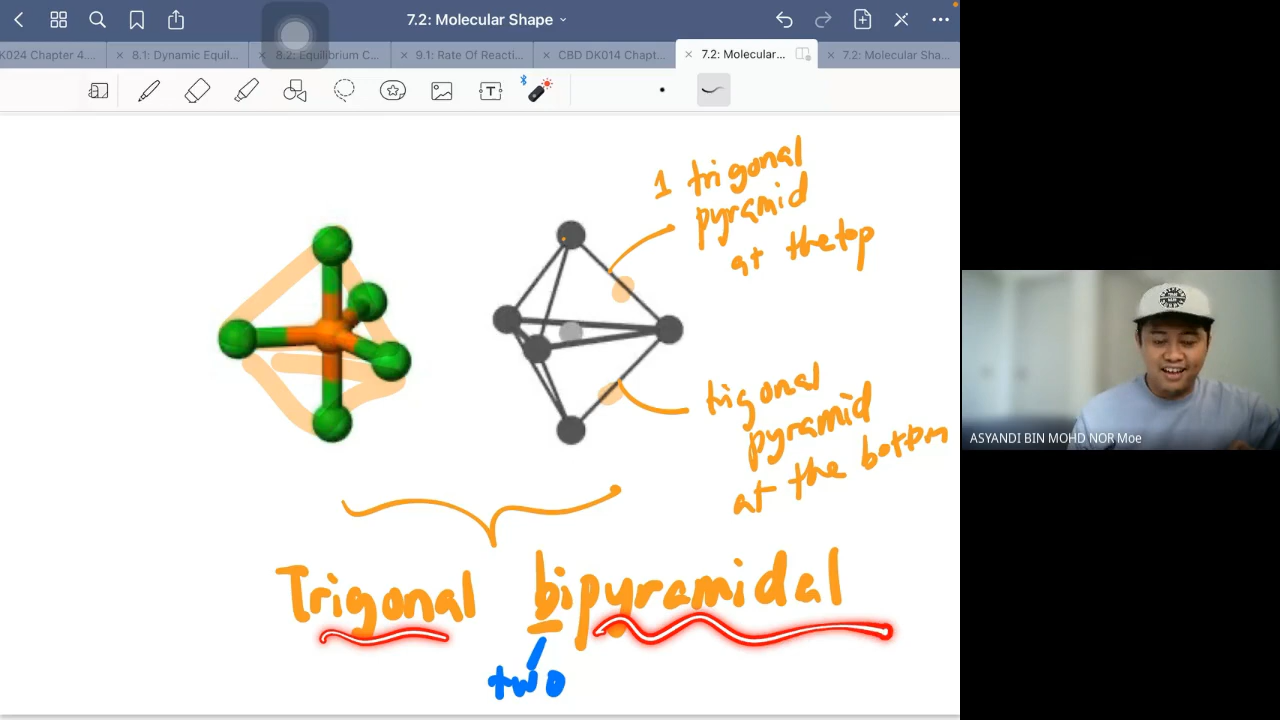 7.2: Molecular Shape
K024 Chapter 4....
8.1: Dynamic Equil...
8.2: Equilibrium C...
9.1: Rate Of Reacti...
CBD DK014 Chapt...
7.2: Molecular...
7.2: Molecular Sha...
T
1 trigonal
pyramid
at the top
trigonal
pyramid
at the bottom
ASYANDI BIN MOHD NOR Moe
Trigonal bipyramidal
two